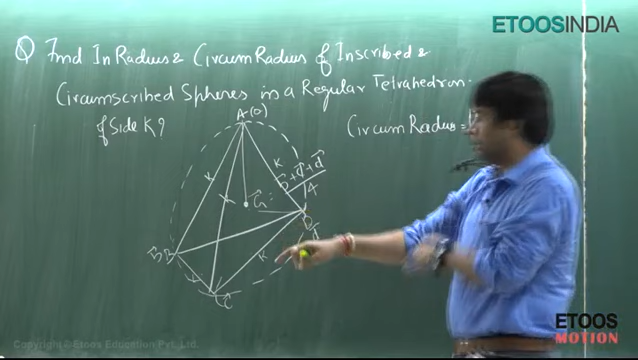 ETOOSINDIA
Q Find In Radius & Circum Radius of Inscribed &
Circumscribed Spheres in a Regular Tetrahedron.
of Side K?
Circum Radius =
A(0)
K
K
b+c+d
4
G:
D
d
b B
K
C
ETOOS
MOTION
Copyright © Etoos Education Pvt. Ltd.